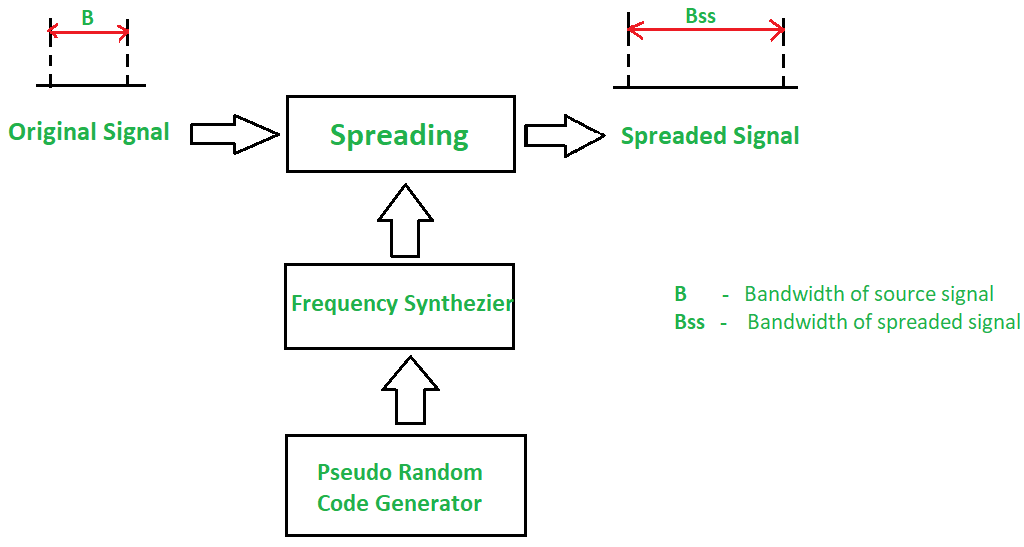 B
Bss
Original Signal
Spreading
Spreaded Signal
Frequency Synthezier
B - Bandwidth of source signal
Bss - Bandwidth of spreaded signal
Pseudo Random
Code Generator